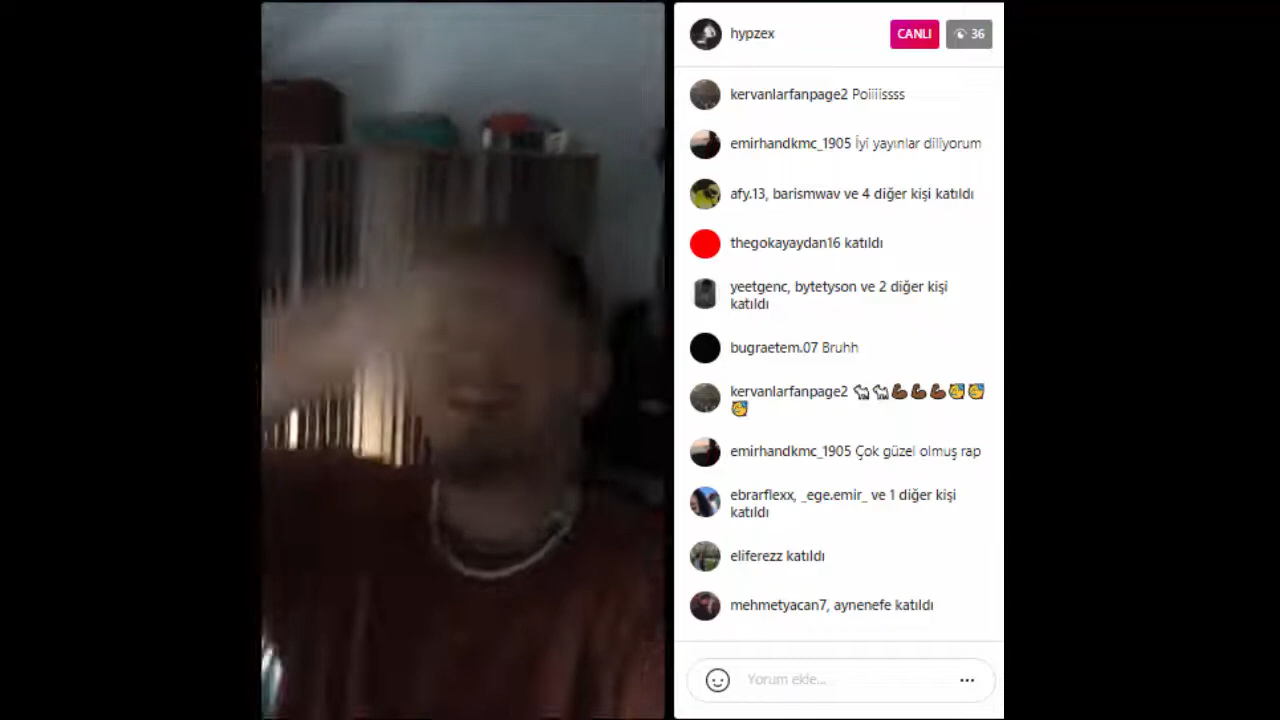 hypzex
CANLI
36
kervanlarfanpage2 Poiiiissss
emirhandkmc_1905 İyi yayınlar diliyorum
afy.13, barismwav ve 4 diğer kişi katıldı
thegokayaydan16 katıldı
yeetgenc, bytetyson ve 2 diğer kişi
katıldı
bugraetem.07 Bruhh
kervanlarfanpage2 🐪🐪💪🏿💪🏿💪🏿🥳🥳
🥳
emirhandkmc_1905 Çok güzel olmuş rap
ebrarflexx, _ege.emir_ ve 1 diğer kişi
katıldı
eliferezz katıldı
mehmetyacan7, aynenefe katıldı
Yorum ekle...